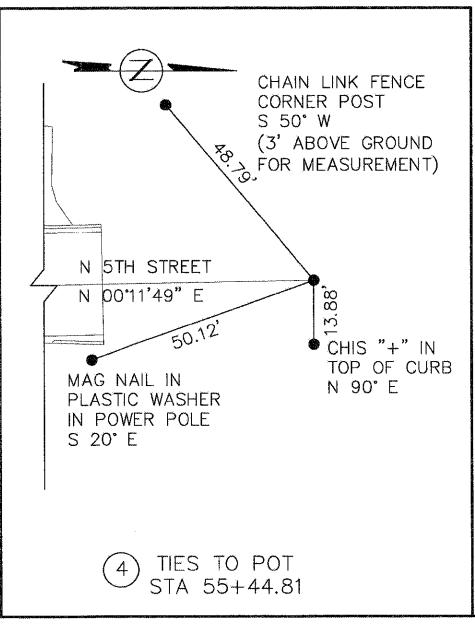 N
CHAIN LINK FENCE
CORNER POST
S 50° W
(3' ABOVE GROUND
FOR MEASUREMENT)
48.79'
N 5TH STREET
N 00°11'49" E
50.12'
13.88'
CHIS "+" IN
TOP OF CURB
N 90° E
MAG NAIL IN
PLASTIC WASHER
IN POWER POLE
S 20° E
4 TIES TO POT
STA 55+44.81